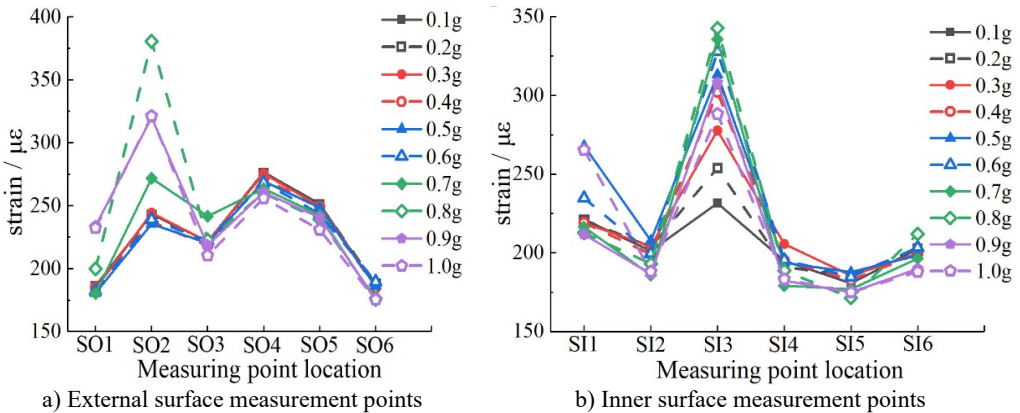 400
350
300
250
200
150
strain / με
SO1 SO2 SO3 SO4 SO5 SO6
Measuring point location
0.1g
0.2g
0.3g
0.4g
0.5g
0.6g
0.7g
0.8g
0.9g
1.0g
a) External surface measurement points
350
300
250
200
150
strain / με
SI1 SI2 SI3 SI4 SI5 SI6
Measuring point location
0.1g
0.2g
0.3g
0.4g
0.5g
0.6g
0.7g
0.8g
0.9g
1.0g
b) Inner surface measurement points